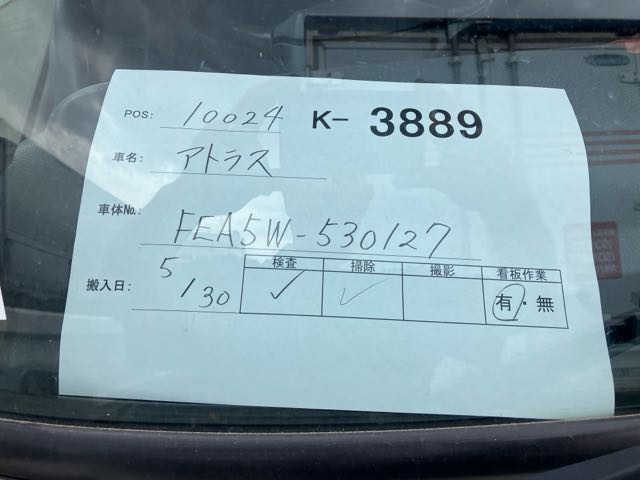 POS: 10024 K- 3889
車名: アトラス
車体No.: FEA5W-530127
搬入日: 5/30
検査 掃除 撮影 看板作業
✓ ✓ 有・無